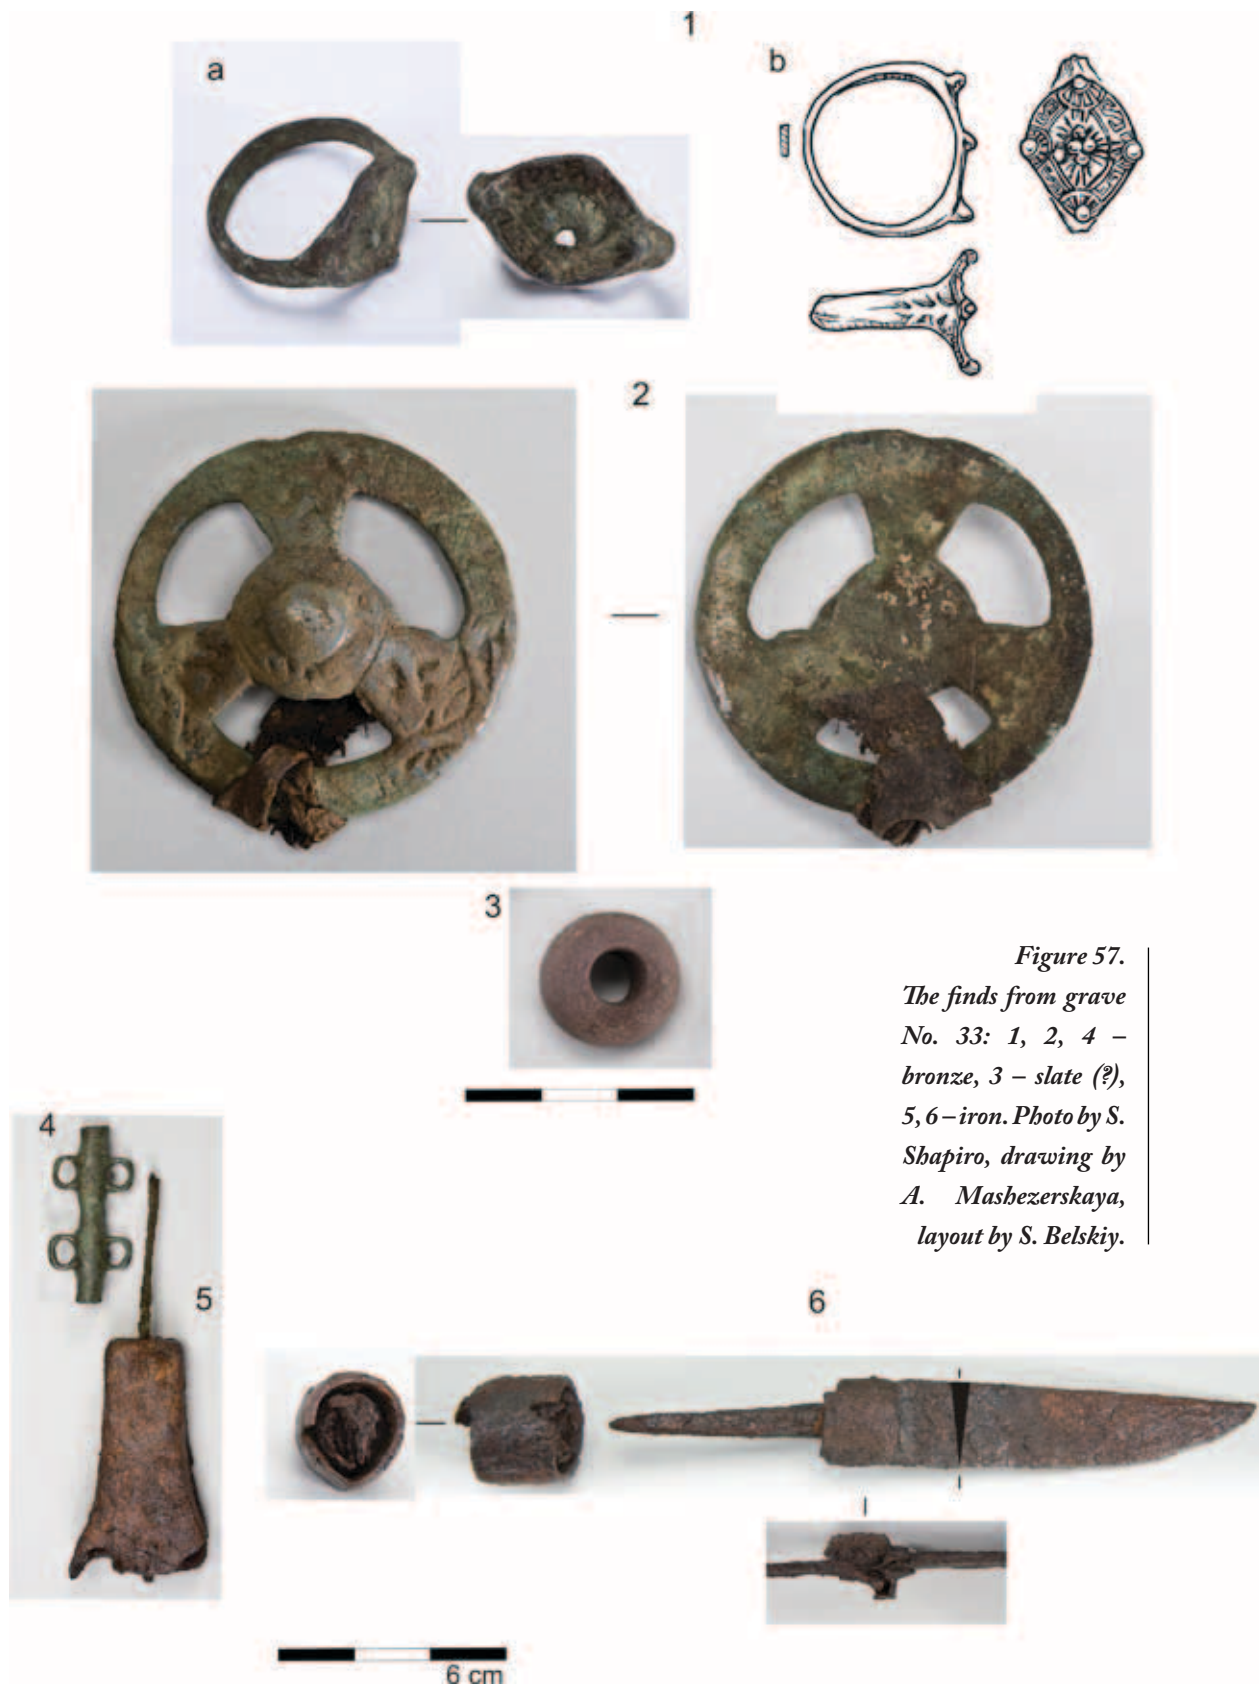 1
a
b
2
3
Figure 57.
The finds from grave
No. 33: 1, 2, 4 –
bronze, 3 – slate (?),
5, 6 – iron. Photo by S.
Shapiro, drawing by
A. Mashezerskaya,
layout by S. Belskiy.
4
5
6
6 cm